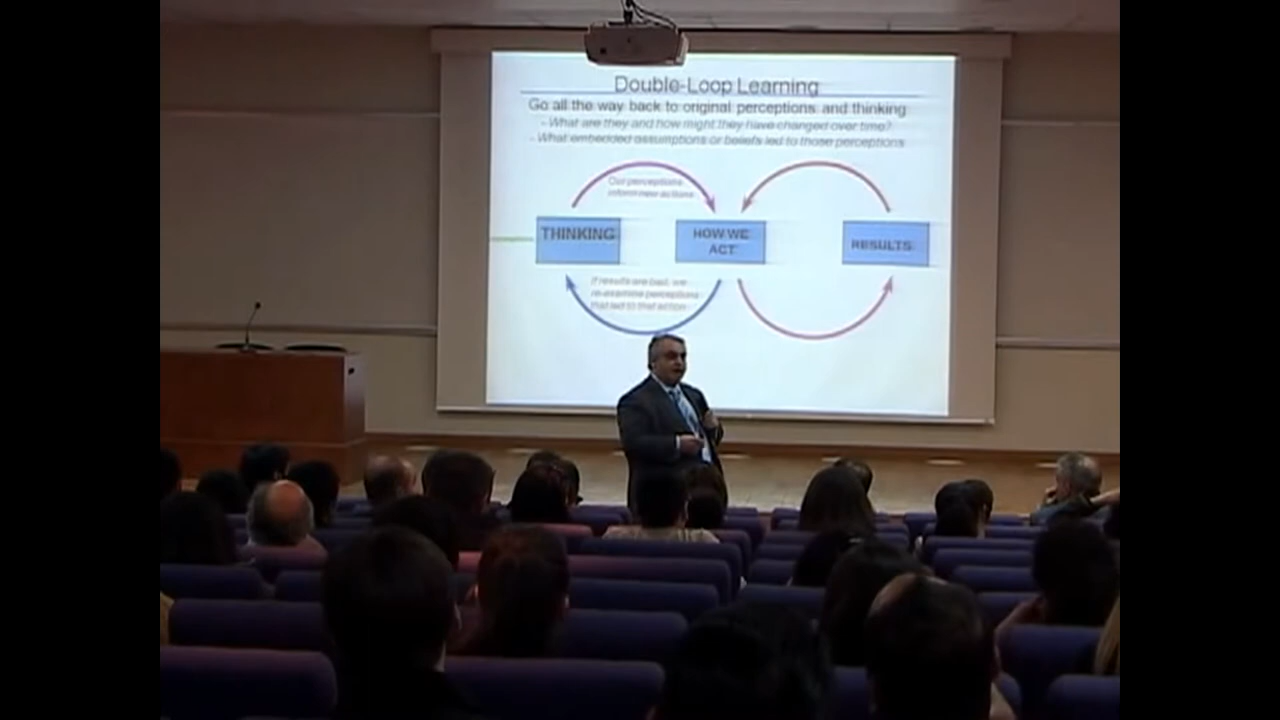 Double-Loop Learning
Go all the way back to original perceptions and thinking
- What are they and how might they have changed over time?
- What embedded assumptions or beliefs led to those perceptions
Our perceptions
inform new actions
THINKING
HOW WE
ACT
RESULTS
If results are bad, we
re-examine perceptions
that led to that action